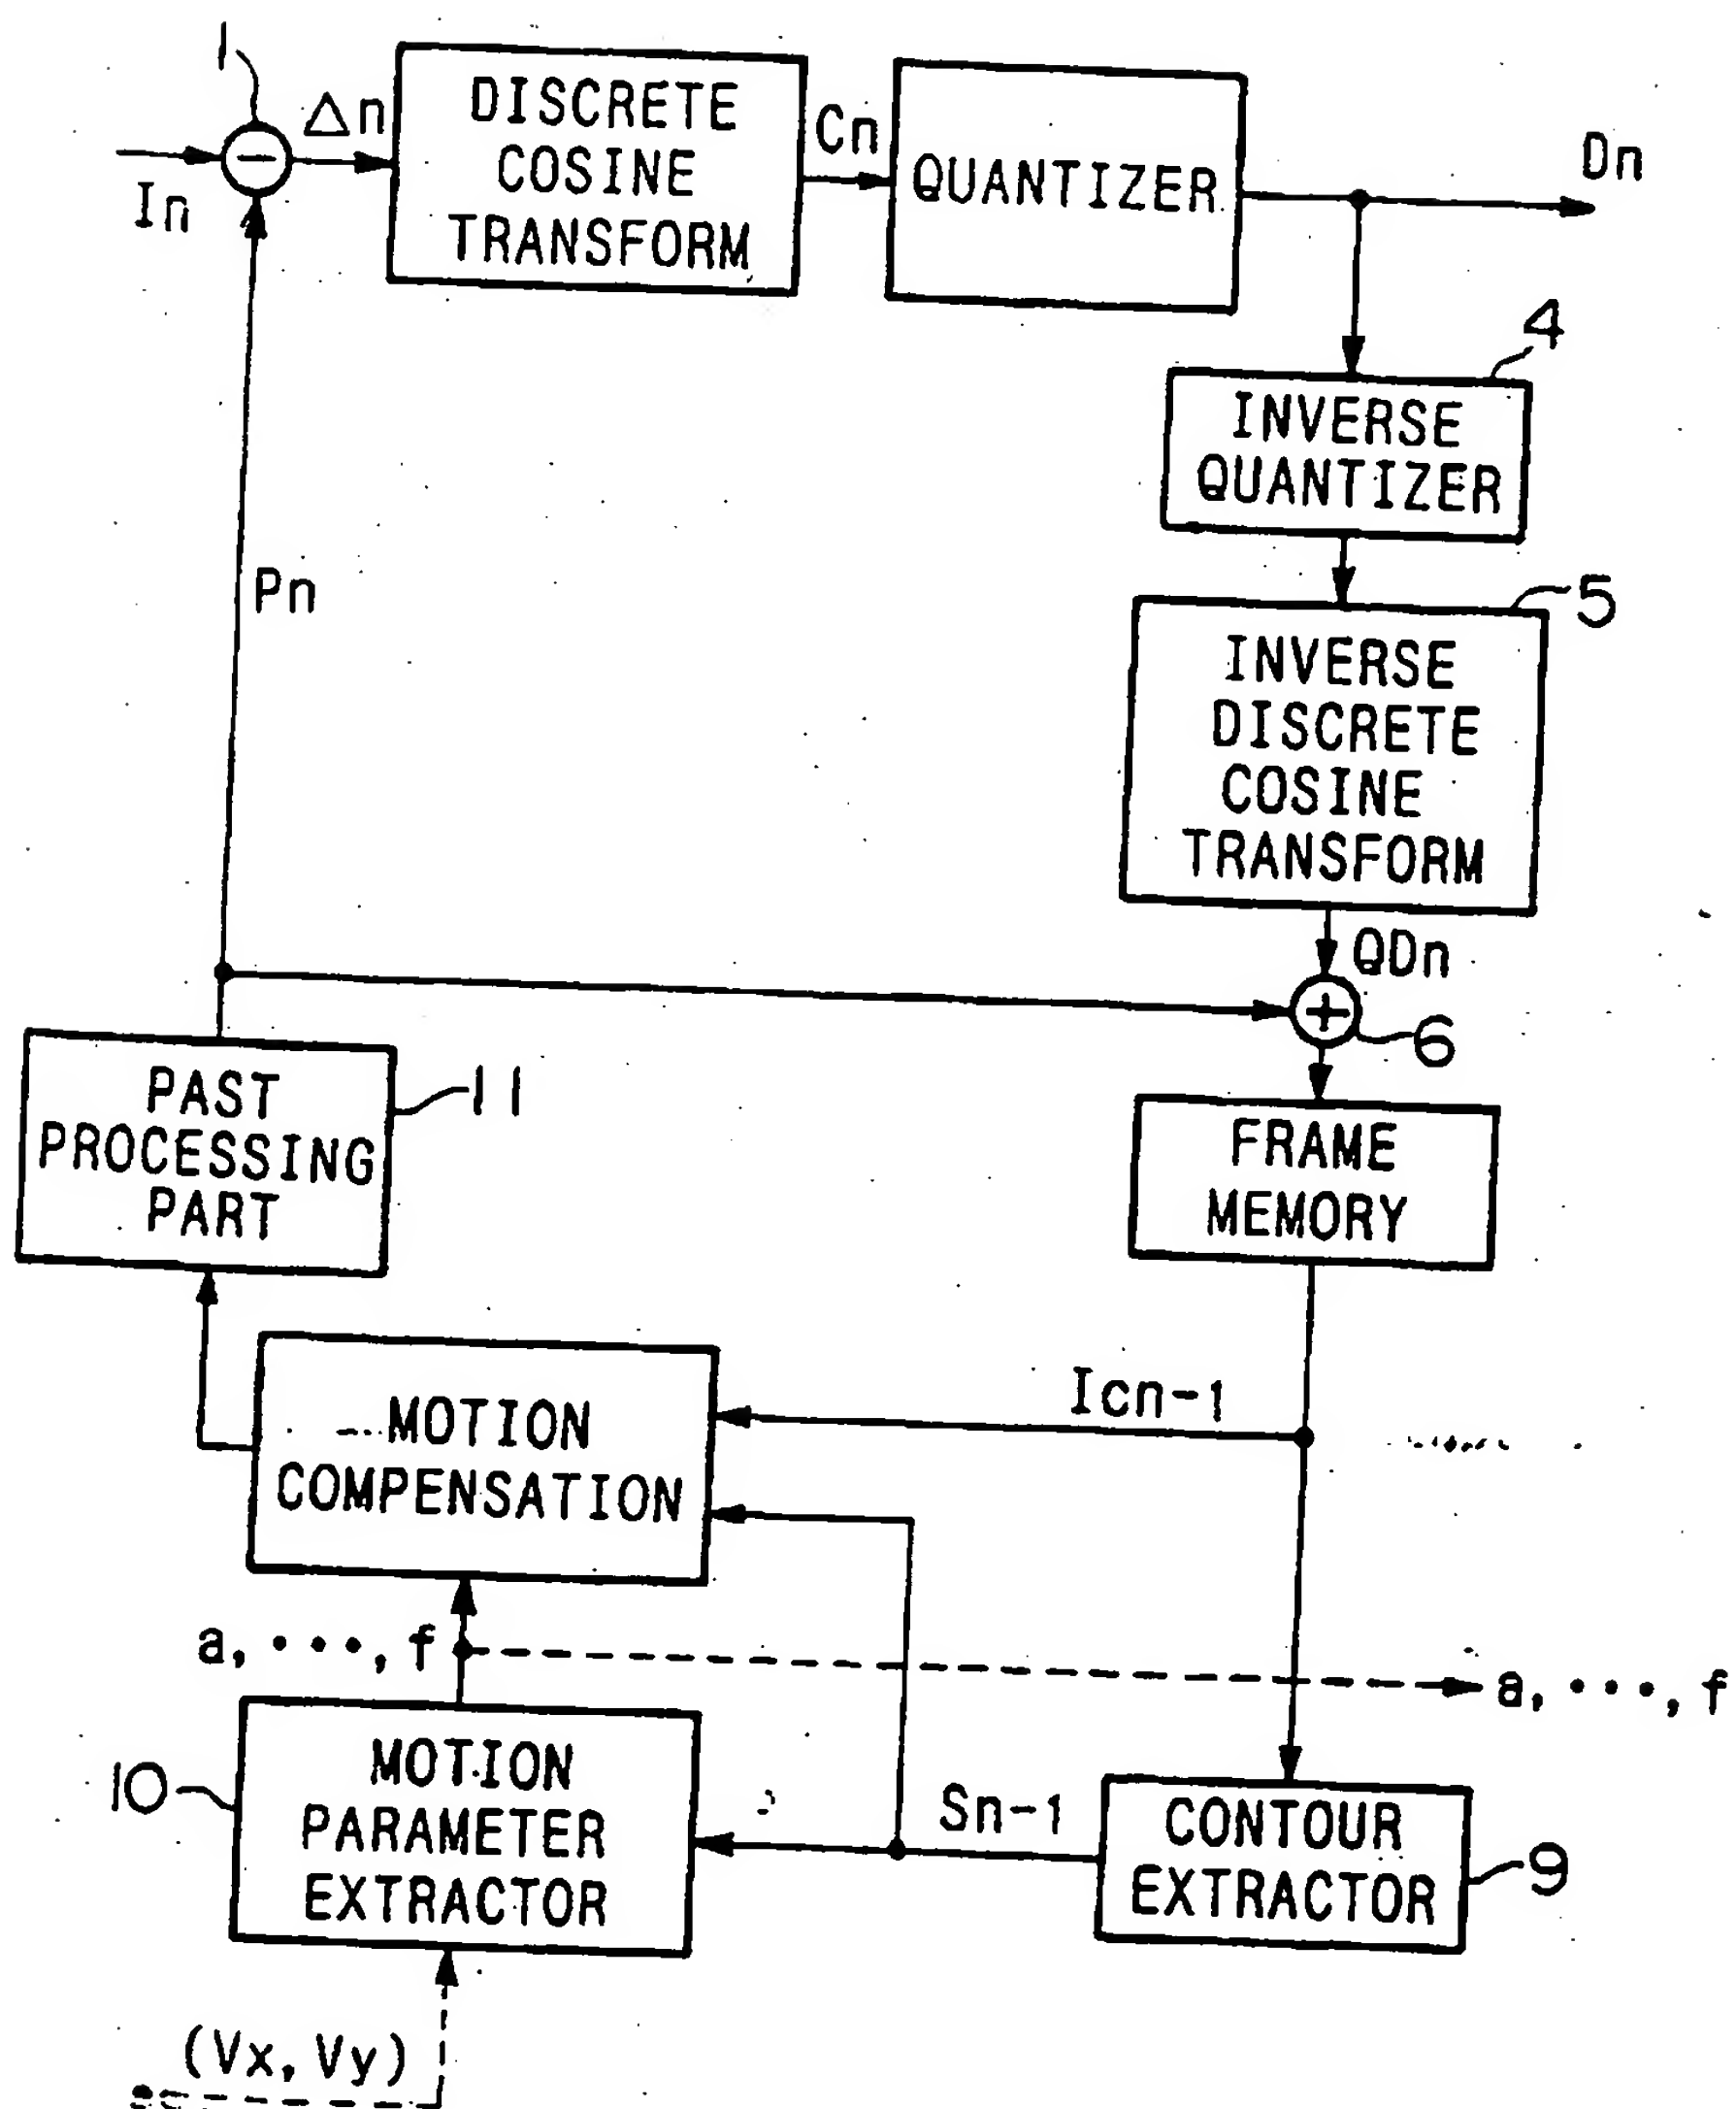 1
Δn
DISCRETE
COSINE
TRANSFORM
Cn
QUANTIZER
Dn
In
4
INVERSE
QUANTIZER
5
INVERSE
DISCRETE
COSINE
TRANSFORM
Pn
QDn
6
PAST
PROCESSING
PART
11
FRAME
MEMORY
MOTION
COMPENSATION
Icn-1
a, •••, f
a, •••, f
10
MOTION
PARAMETER
EXTRACTOR
Sn-1
CONTOUR
EXTRACTOR
9
(Vx, Vy)